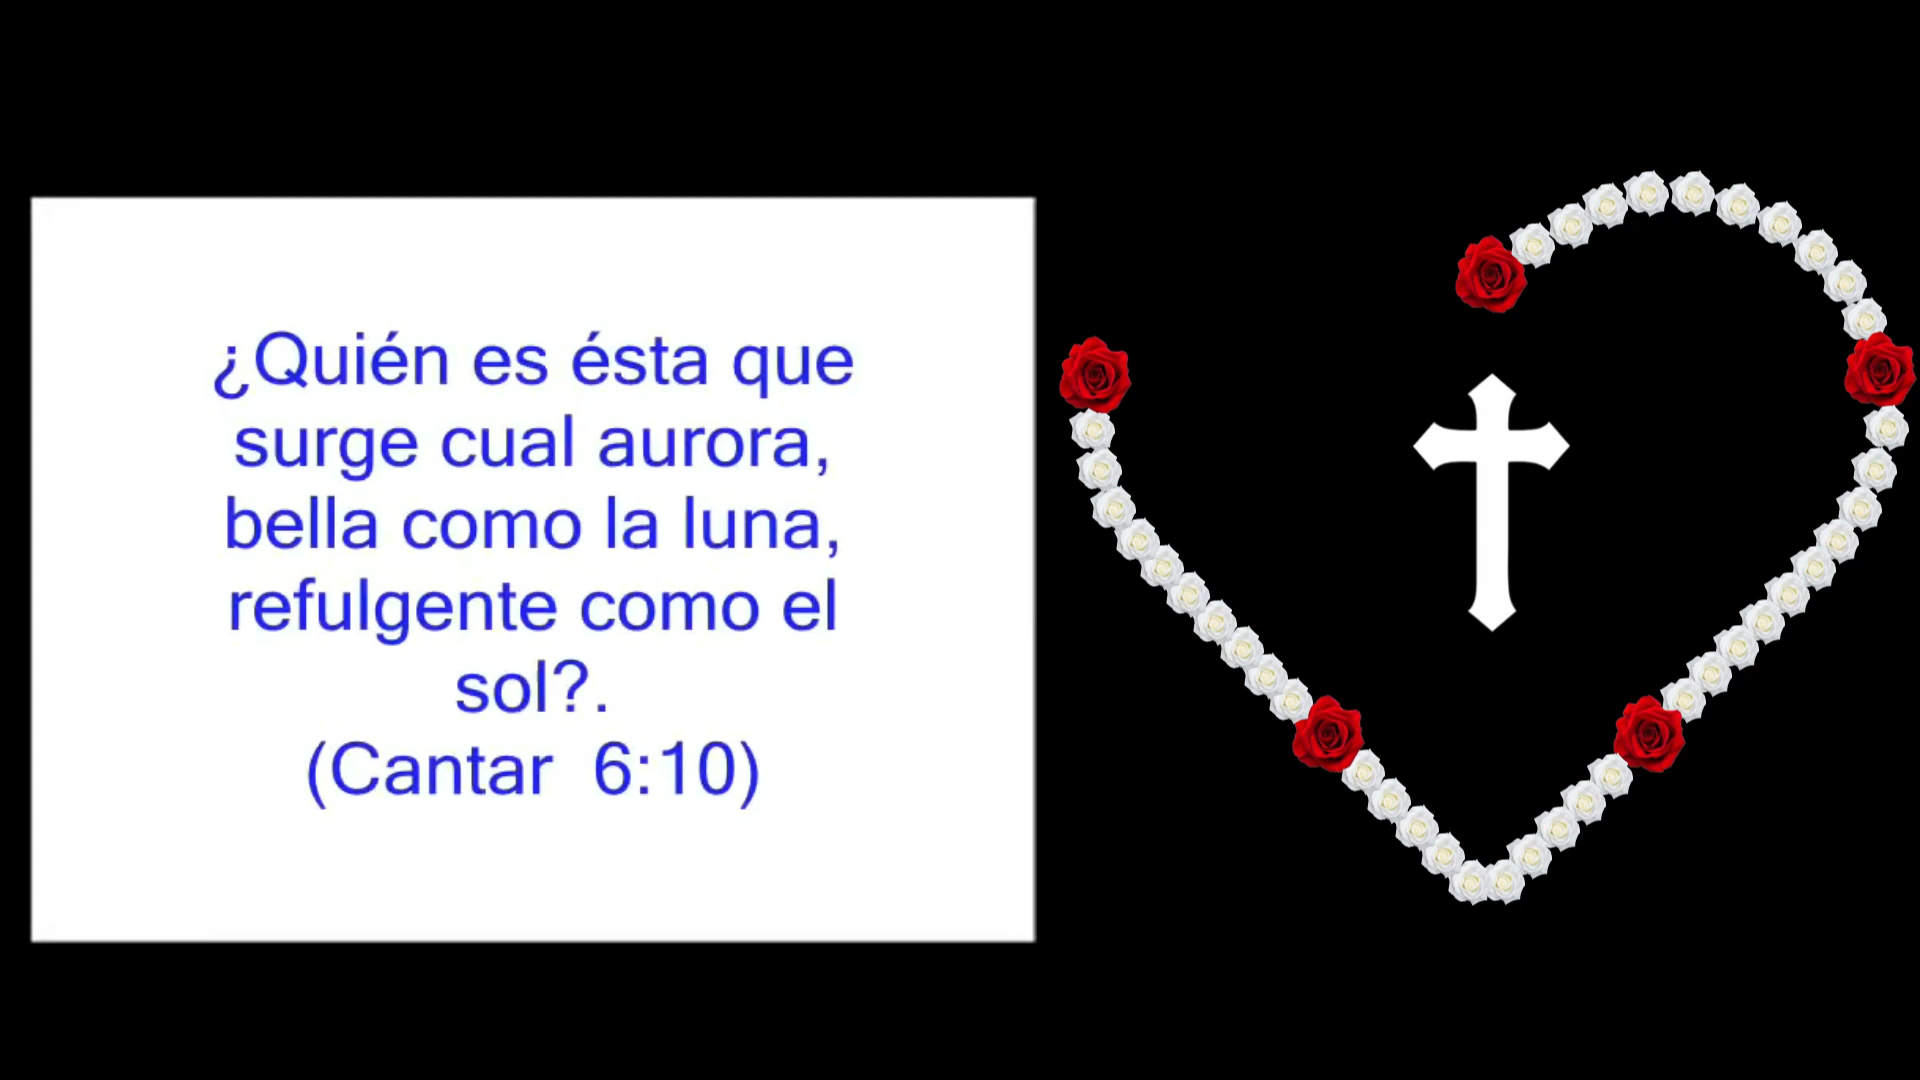 ¿Quién es ésta que
surge cual aurora,
bella como la luna,
refulgente como el
sol?.
(Cantar  6:10)